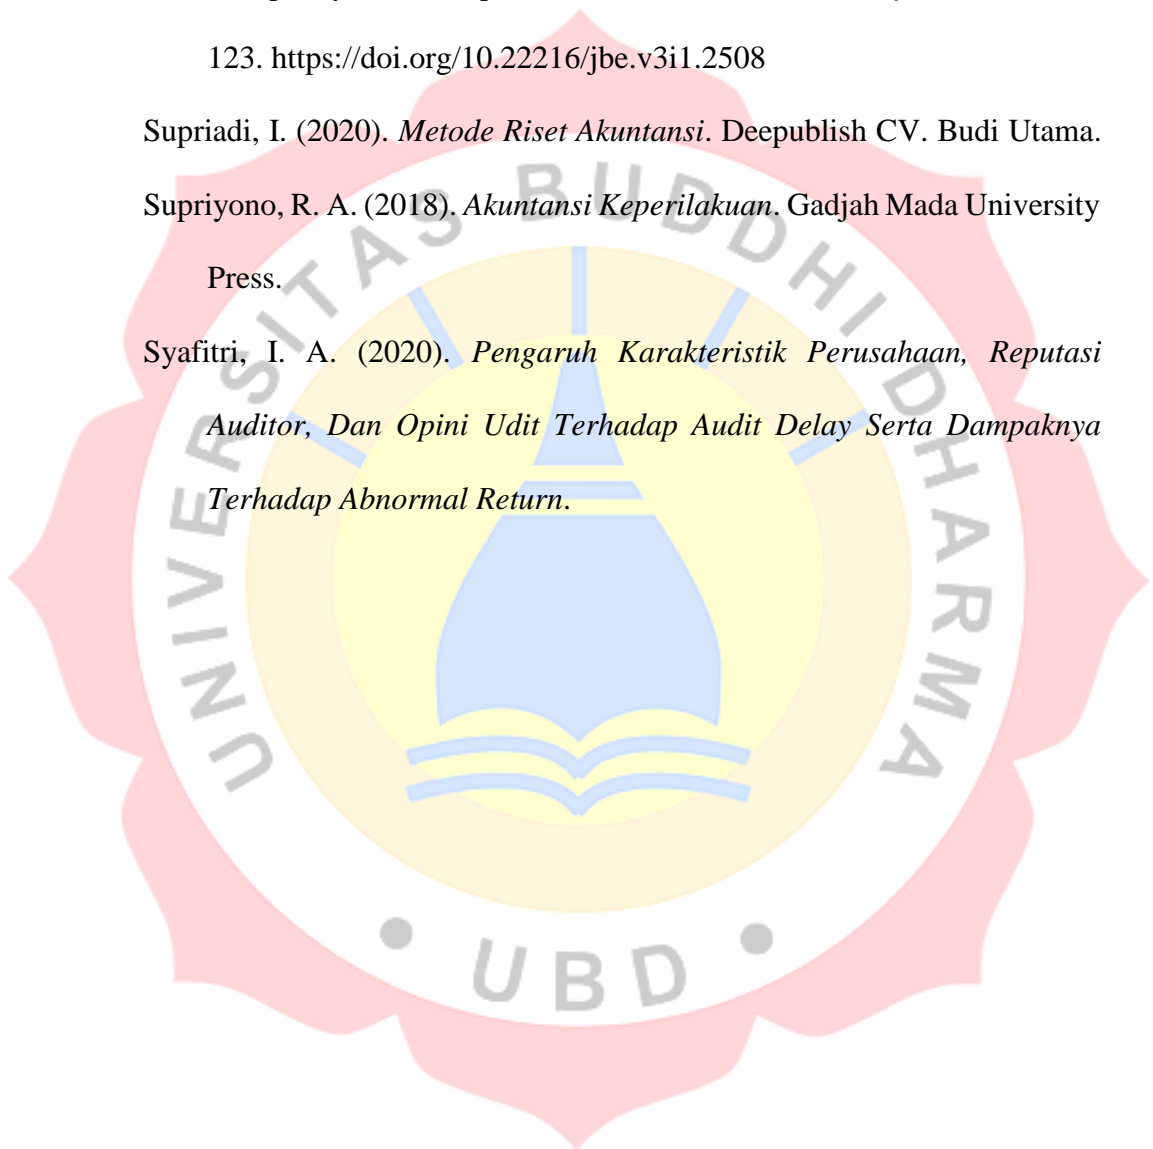 123. https://doi.org/10.22216/jbe.v3i1.2508
Supriadi, I. (2020). Metode Riset Akuntansi. Deepublish CV. Budi Utama.
Supriyono, R. A. (2018). Akuntansi Keperilakuan. Gadjah Mada University
Press.
Syafitri, I. A. (2020). Pengaruh Karakteristik Perusahaan, Reputasi
Auditor, Dan Opini Udit Terhadap Audit Delay Serta Dampaknya
Terhadap Abnormal Return.
UNIVERSITAS BUDDHI DHARMA
• UBD •